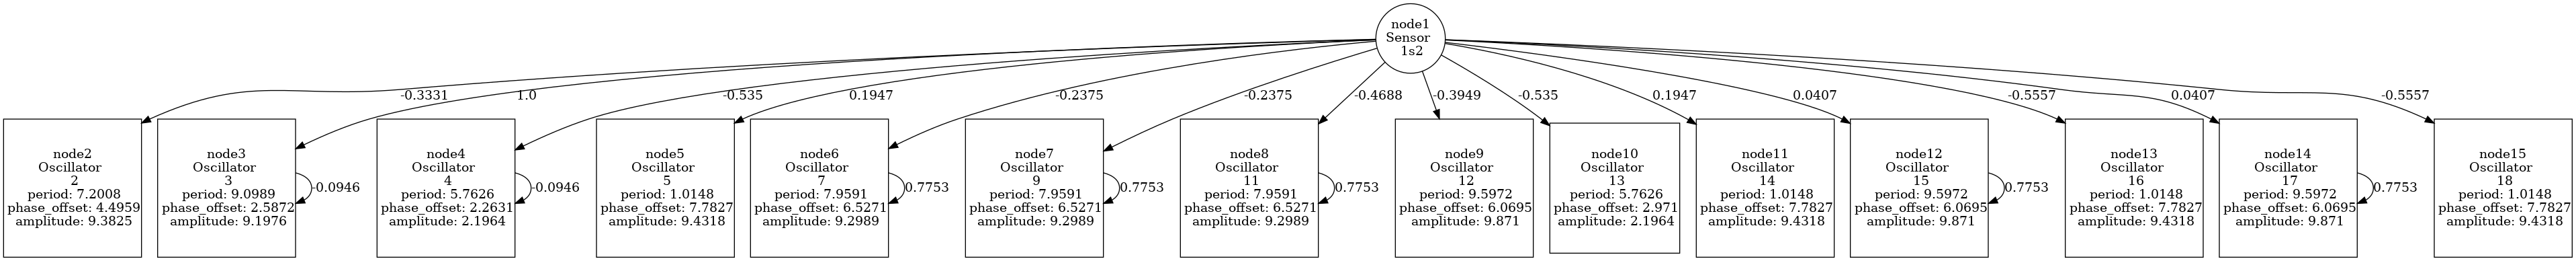 node1
Sensor
1s2
-0.3331
1.0
-0.535
0.1947
-0.2375
-0.2375
-0.4688
-0.3949
-0.535
0.1947
0.0407
-0.5557
0.0407
-0.5557
node2
Oscillator
2
period: 7.2008
phase_offset: 4.4959
amplitude: 9.3825
node3
Oscillator
3
period: 9.0989
phase_offset: 2.5872
amplitude: 9.1976
-0.0946
node4
Oscillator
4
period: 5.7626
phase_offset: 2.2631
amplitude: 2.1964
-0.0946
node5
Oscillator
5
period: 1.0148
phase_offset: 7.7827
amplitude: 9.4318
node6
Oscillator
7
period: 7.9591
phase_offset: 6.5271
amplitude: 9.2989
0.7753
node7
Oscillator
9
period: 7.9591
phase_offset: 6.5271
amplitude: 9.2989
0.7753
node8
Oscillator
11
period: 7.9591
phase_offset: 6.5271
amplitude: 9.2989
0.7753
node9
Oscillator
12
period: 9.5972
phase_offset: 6.0695
amplitude: 9.871
node10
Oscillator
13
period: 5.7626
phase_offset: 2.971
amplitude: 2.1964
node11
Oscillator
14
period: 1.0148
phase_offset: 7.7827
amplitude: 9.4318
node12
Oscillator
15
period: 9.5972
phase_offset: 6.0695
amplitude: 9.871
0.7753
node13
Oscillator
16
period: 1.0148
phase_offset: 7.7827
amplitude: 9.4318
node14
Oscillator
17
period: 9.5972
phase_offset: 6.0695
amplitude: 9.871
0.7753
node15
Oscillator
18
period: 1.0148
phase_offset: 7.7827
amplitude: 9.4318